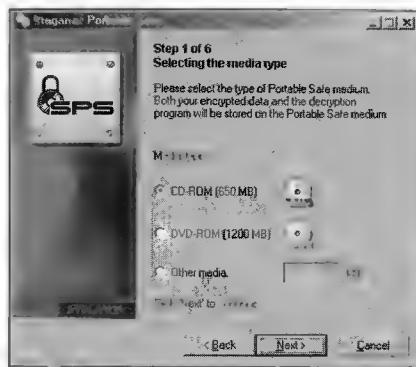 Steganos Port
SPS
Step 1 of 6
Selecting the media type
Please select the type of Portable Safe medium.
Both your encrypted data and the decryption
program will be stored on the Portable Safe medium
CD-ROM (650 MB)
DVD-ROM (1200 MB)
Other media
to
< Back
Next >
Cancel